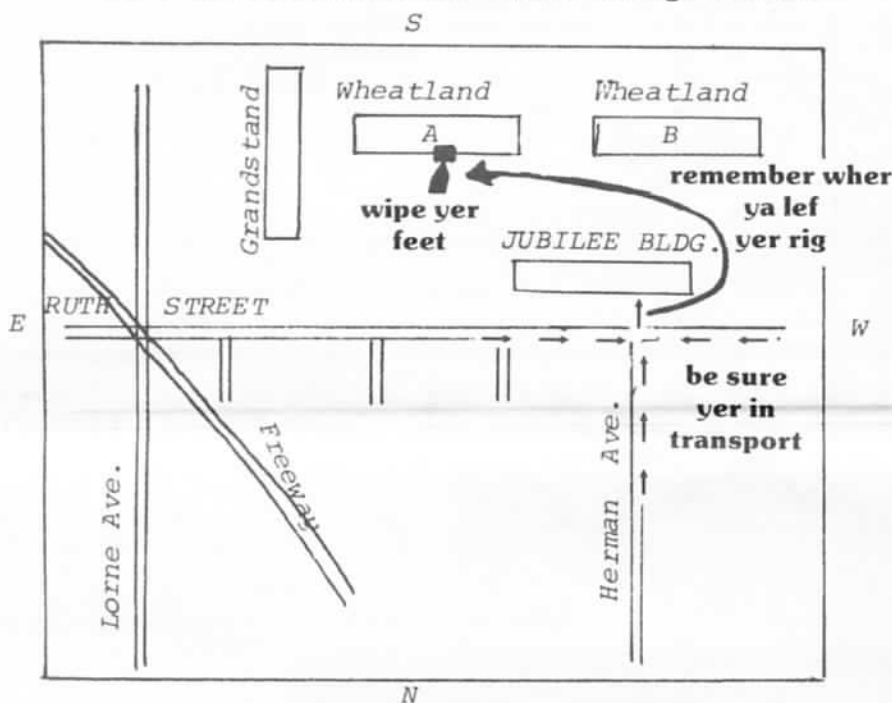 S
Wheatland
Wheatland
A
B
Grandstand
remember wher
ya lef
yer rig
wipe yer
feet
JUBILEE BLDG.
RUTH STREET
E
W
be sure
yer in
transport
Freeway
Lorne Ave.
Herman Ave.
N